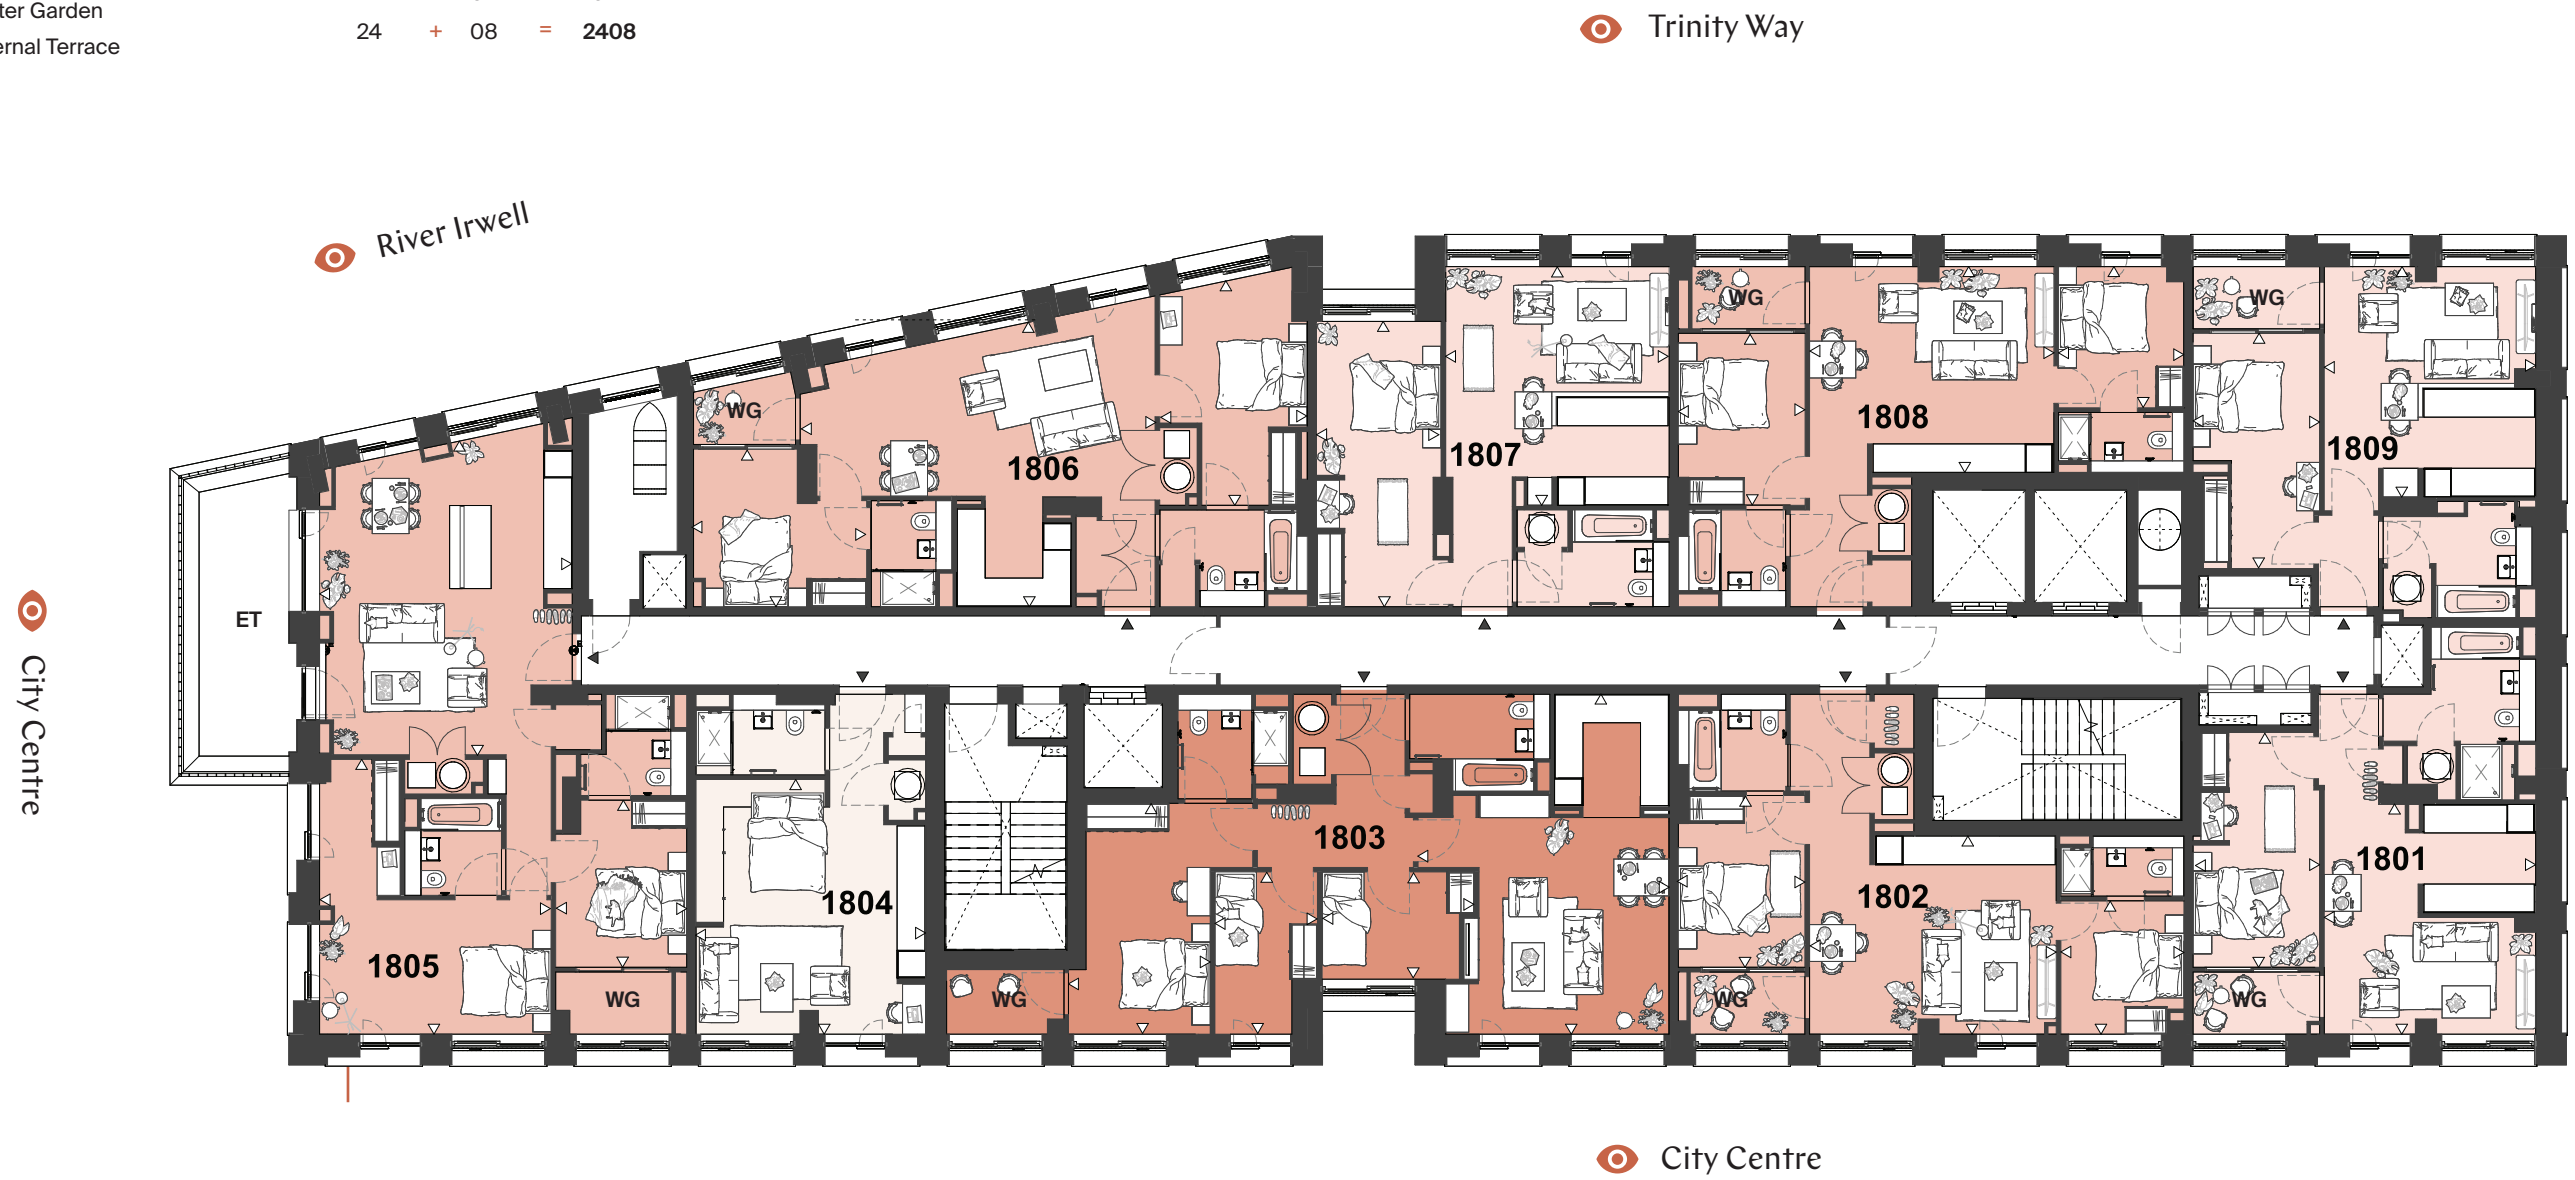 ter Garden
ernal Terrace
24 + 08 = 2408
Trinity Way
River Irwell
WG
WG
WG
1806
1807
1808
1809
ET
City Centre
1803
1804
1802
1801
1805
WG
WG
WG
WG
City Centre